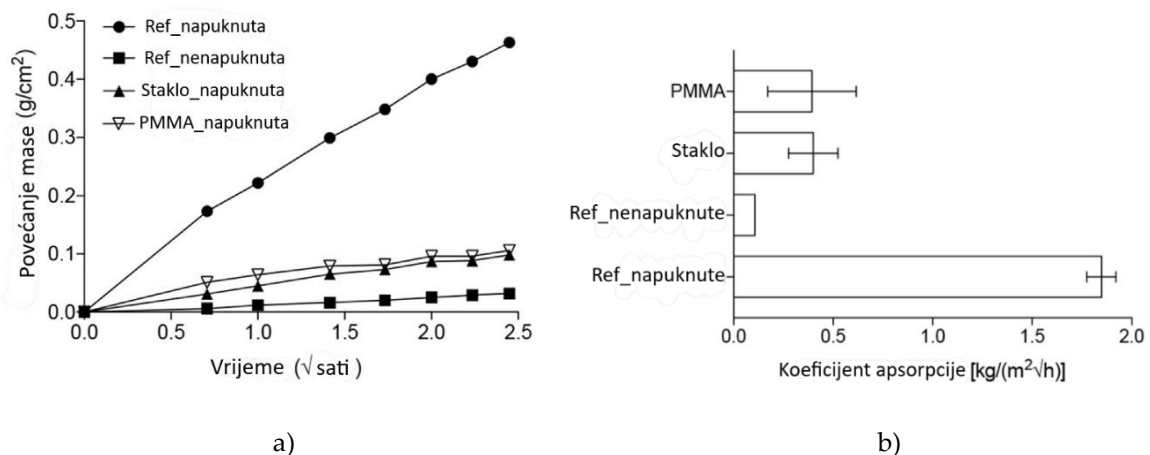 Povećanje mase (g/cm²)
0.5
0.4
0.3
0.2
0.1
0.0
Ref_napuknuta
Ref_nenapuknuta
Staklo_napuknuta
PMMA_napuknuta
0.0 0.5 1.0 1.5 2.0 2.5
Vrijeme (√sati)
a)
PMMA
Staklo
Ref_nenapuknute
Ref_napuknute
0.0 0.5 1.0 1.5 2.0
Koeficijent apsorpcije [kg/(m²√h)]
b)